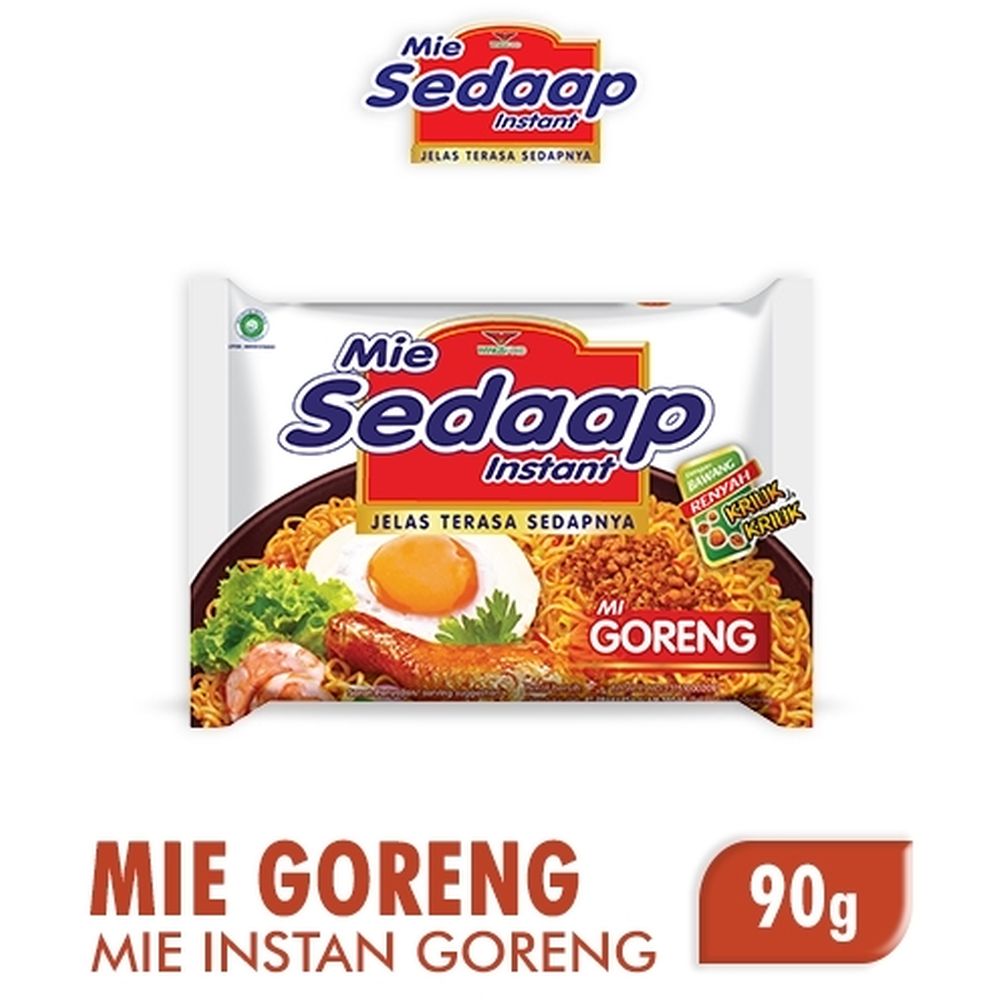 Mie
Sedaap
Instant
JELAS TERASA SEDAPNYA
Mie
Sedaap
Instant
JELAS TERASA SEDAPNYA
Dengan
BAWANG
RENYAH
KRIUK
KRIUK
MI
GORENG
MIE GORENG
MIE INSTAN GORENG
90g